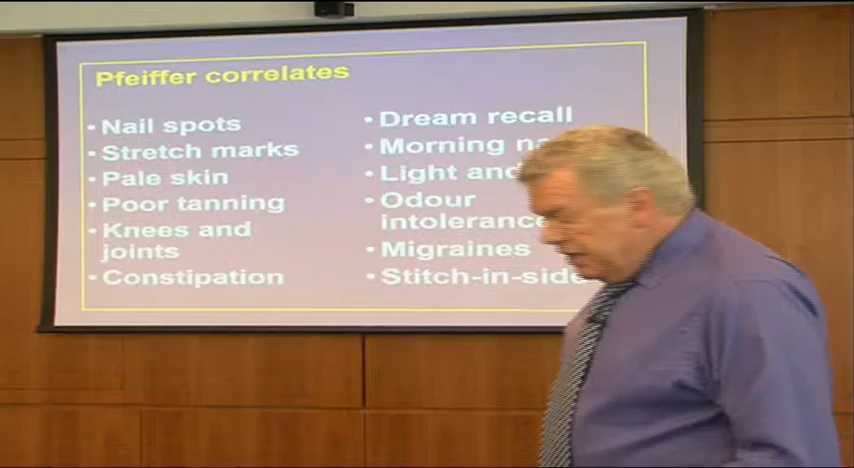 Pfeiffer correlates
• Nail spots
• Stretch marks
• Pale skin
• Poor tanning
• Knees and
joints
• Constipation
• Dream recall
• Morning
• Light and
• Odour
intolerance
• Migraines
• Stitch-in-side